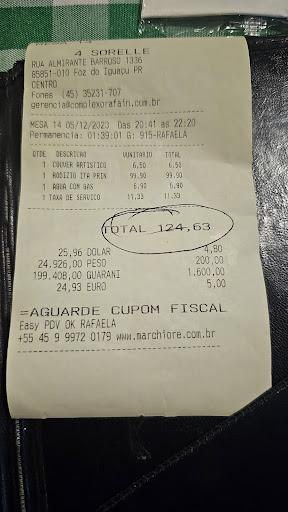 4 SORELLE
RUA ALMIRANTE BARROSO 1336
85851-010 Foz do Iguaçu PR
CENTRO
Fones (45) 35231-707
gerencia@complexorafain.com.br
MESA 14 05/12/2023 Das 20:41 as 22:20
Permanencia: 01:39:01 G: 915-RAFAELA
QTDE DESCRICAO VUNITARIO TOTAL
1 COUVER ARTISTICO 6,50 6,50
1 RODIZIO ITA PRIN 99,90 99,90
1 AGUA COM GAS 6,90 6,90
1 TAXA DE SERVICO 11,33 11,33
TOTAL 124,63
25,96 DOLAR 4,80
24.926,00 PESO 200,00
199.408,00 GUARANI 1.600,00
24,93 EURO 5,00
=AGUARDE CUPOM FISCAL
Easy PDV OK RAFAELA
+55 45 9 9972 0179 www.marchiore.com.br